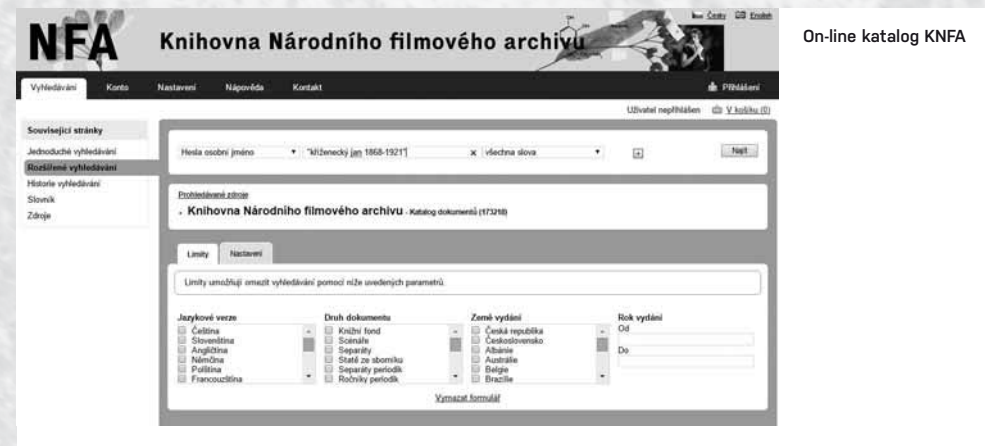 Česky English
NFA Knihovna Národního filmového archivu
On-line katalog KNFA
Vyhledávání Konto Nastavení Nápověda Kontakt Přihlášení
Uživatel nepřihlášen V košíku (0)
Související stránky
Jednoduché vyhledávání
Rozšířené vyhledávání
Historie vyhledávání
Slovník
Zdroje
Hesla osobní jméno "kříženecký jan 1868-1921" x všechna slova Najít
Prohledávané zdroje
Knihovna Národního filmového archivu - Katalog dokumentů (173218)
Limity Nastavení
Limity umožňují omezit vyhledávání pomocí níže uvedených parametrů.
Jazykové verze
Čeština
Slovenština
Angličtina
Němčina
Polština
Francouzština
Druh dokumentu
Knižní fond
Scénáře
Separáty
Statě ze sborníku
Separáty periodik
Ročníky periodik
Země vydání
Česká republika
Československo
Albánie
Austrálie
Belgie
Brazílie
Rok vydání
Od
Do
Vymazat formulář